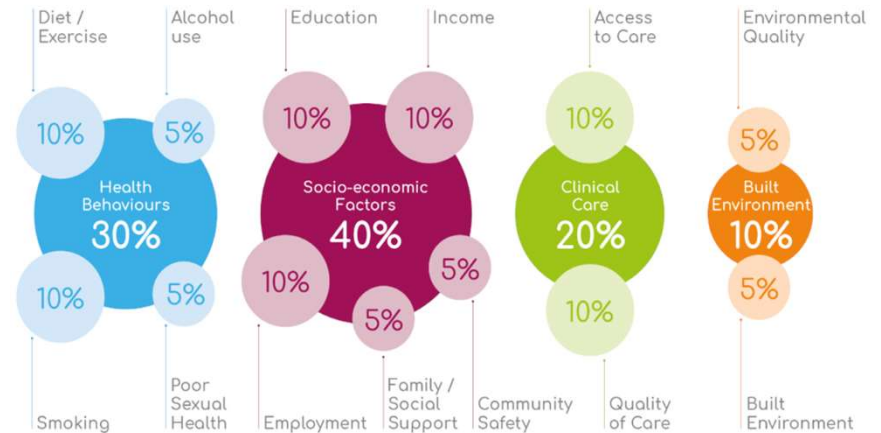 Diet /
Exercise
Alcohol
use
Education
Income
Access
to Care
Environmental
Quality
10%
5%
10%
10%
10%
5%
Health
Behaviours
30%
Socio-economic
Factors
40%
Clinical
Care
20%
Built
Environment
10%
10%
5%
10%
5%
5%
10%
5%
Smoking
Poor
Sexual
Health
Employment
Family /
Social
Support
Community
Safety
Quality
of Care
Built
Environment